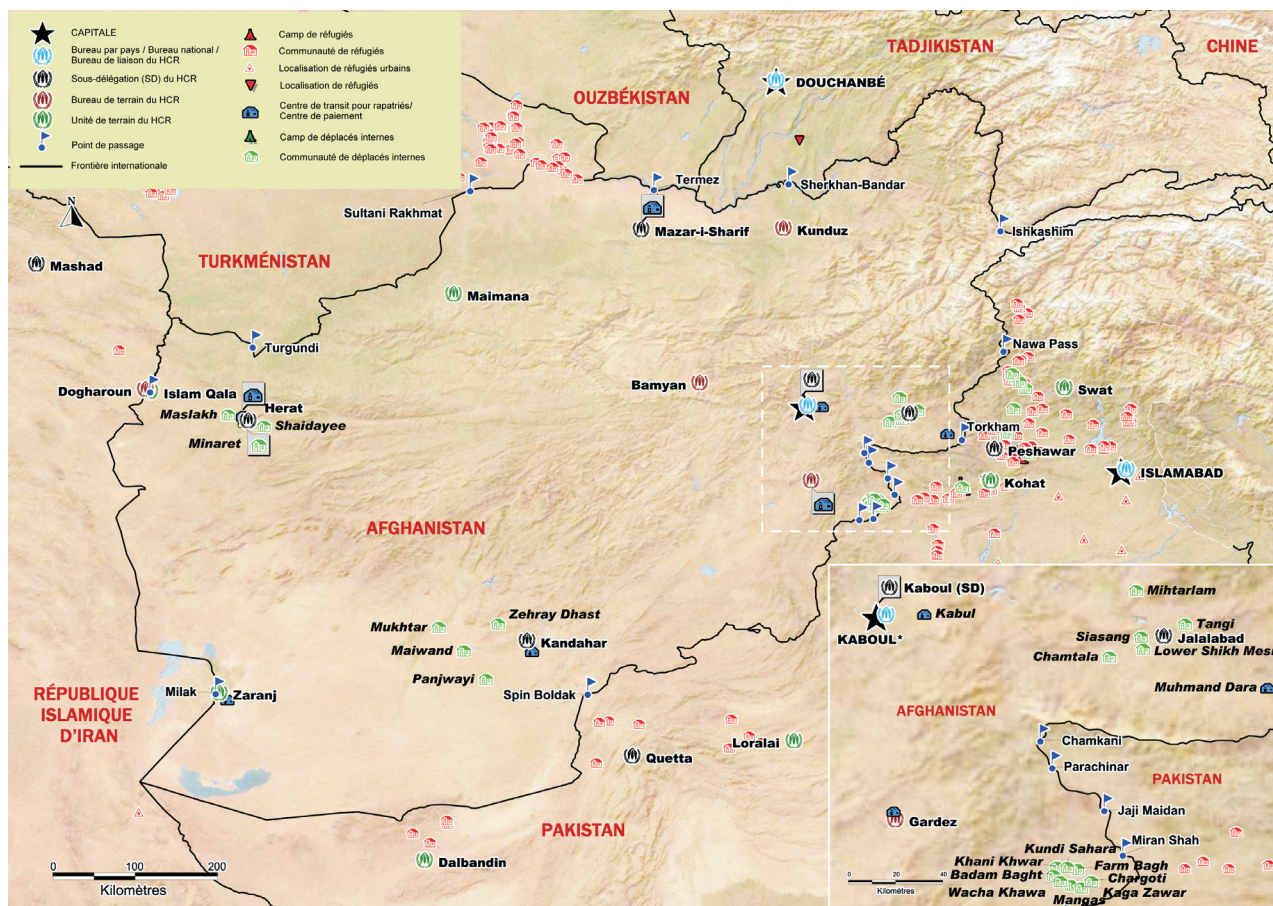 CAPITALE
Bureau par pays / Bureau national /
Bureau de liaison du HCR
Sous-délégation (SD) du HCR
Bureau de terrain du HCR
Unité de terrain du HCR
Point de passage
Frontière internationale
Camp de réfugiés
Communauté de réfugiés
Localisation de réfugiés urbains
Localisation de réfugiés
Centre de transit pour rapatriés/
Centre de paiement
Camp de déplacés internes
Communauté de déplacés internes
TADJIKISTAN
CHINE
OUZBÉKISTAN
DOUCHANBÉ
Termez
Sherkhan-Bandar
Sultani Rakhmat
Mazar-i-Sharif
Kunduz
Ishkashim
N
Mashad
TURKMÉNISTAN
Maimana
Turgundi
Nawa Pass
Dogharoun
Islam Qala
Bamyan
Swat
Herat
Maslakh
Shaidayee
Minaret
Torkham
Peshawar
ISLAMABAD
Kohat
AFGHANISTAN
Mukhtar
Zehray Dhast
Maiwand
Kandahar
Panjwayi
Spin Boldak
Milak
Zaranj
RÉPUBLIQUE
ISLAMIQUE
D'IRAN
Quetta
Loralai
PAKISTAN
Dalbandin
0 100 200
Kilomètres
Kaboul (SD)
Kabul
KABOUL*
Mihtarlam
Tangi
Siasang
Jalalabad
Lower Shikh Mesi
Chamtala
Muhmand Dara
AFGHANISTAN
Chamkani
Parachinar
PAKISTAN
Jaji Maidan
Gardez
Miran Shah
Kundi Sahara
Khani Khwar
Farm Bagh
Badam Baght
Chargoti
Wacha Khawa
Kaga Zawar
Mangas
0 20 40
Kilomètres